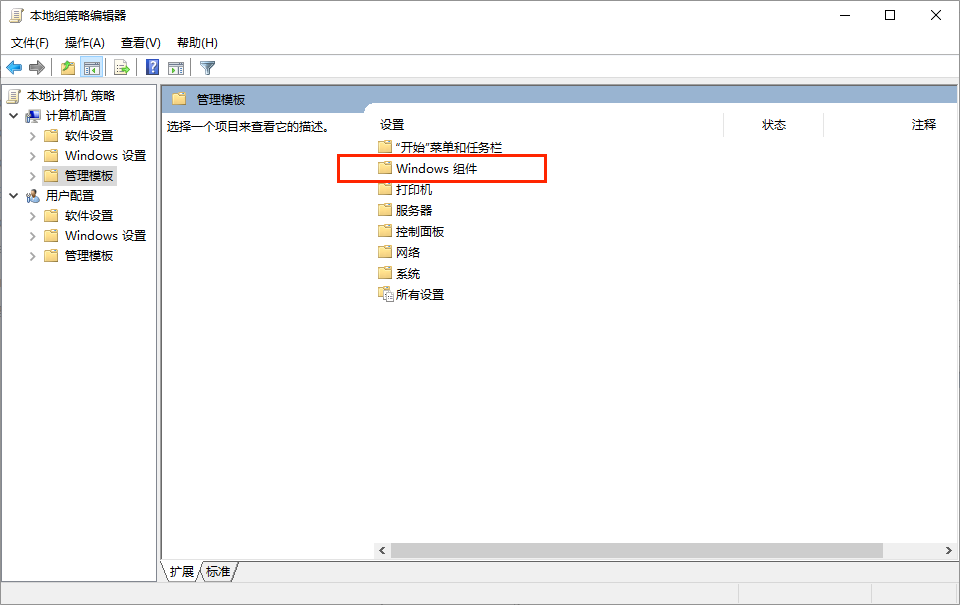 本地组策略编辑器
文件(F) 操作(A) 查看(V) 帮助(H)
本地计算机 策略
计算机配置
软件设置
Windows 设置
管理模板
用户配置
软件设置
Windows 设置
管理模板
管理模板
选择一个项目来查看它的描述。
设置 状态 注释
“开始”菜单和任务栏
Windows 组件
打印机
服务器
控制面板
网络
系统
所有设置
扩展 标准